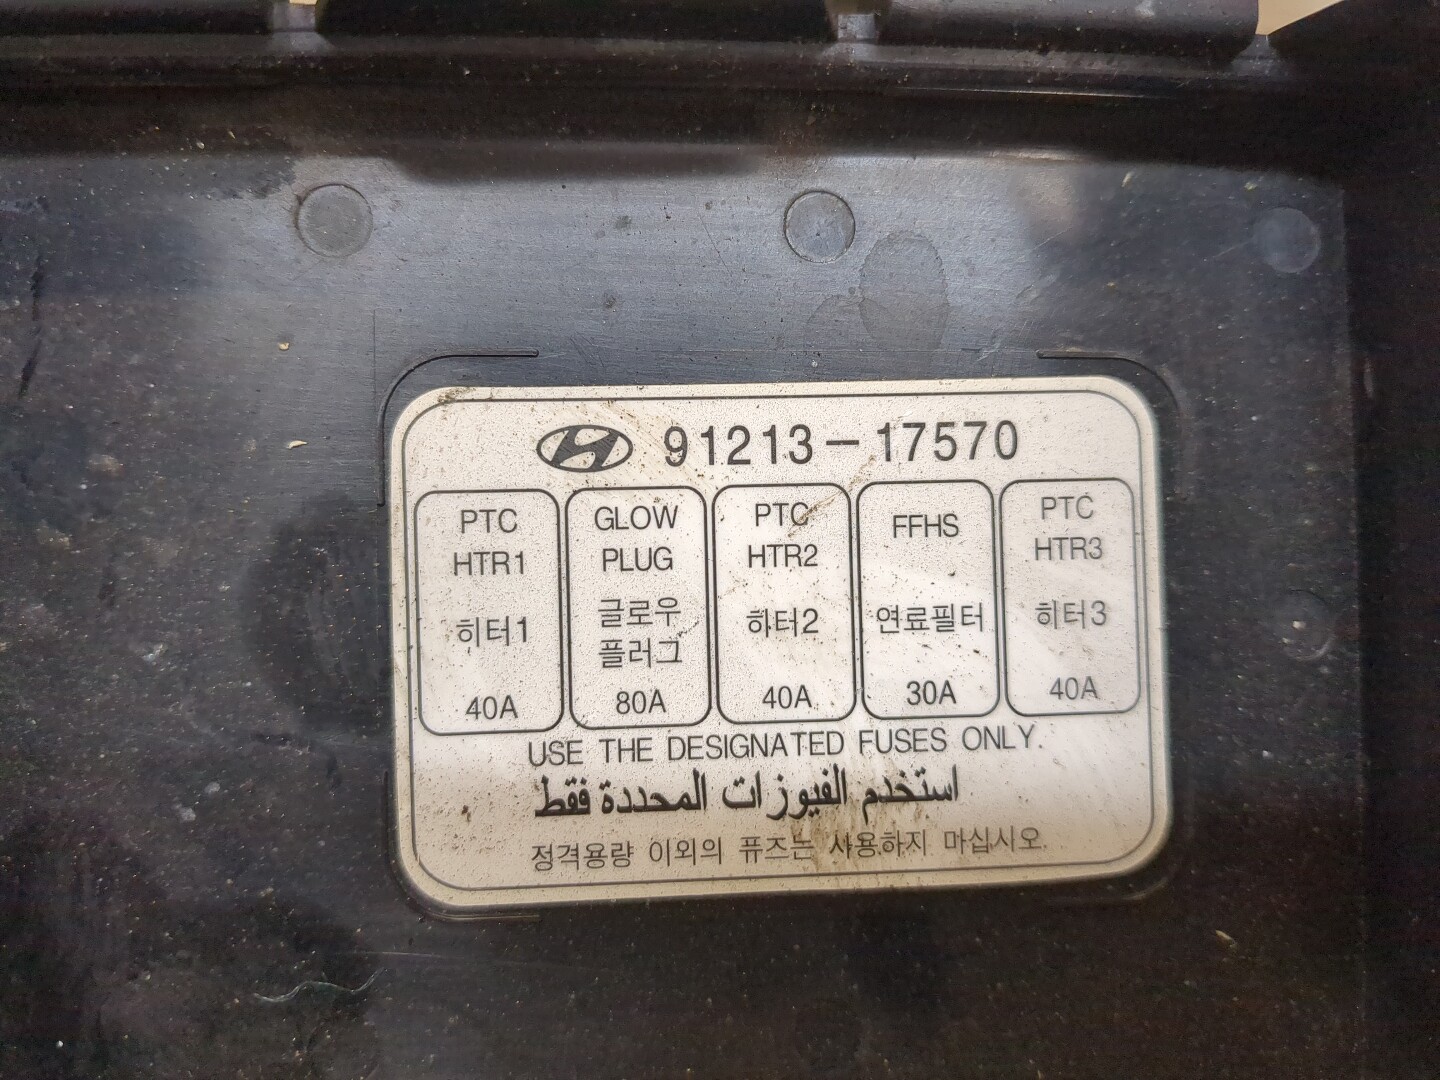 91213-17570
PTC
HTR1
히터1
40A
GLOW
PLUG
글로우
플러그
80A
PTC
HTR2
히터2
40A
FFHS
연료필터
30A
PTC
HTR3
히터3
40A
USE THE DESIGNATED FUSES ONLY.
استخدم الفيوزات المحددة فقط
정격용량 이외의 퓨즈는 사용하지 마십시오.